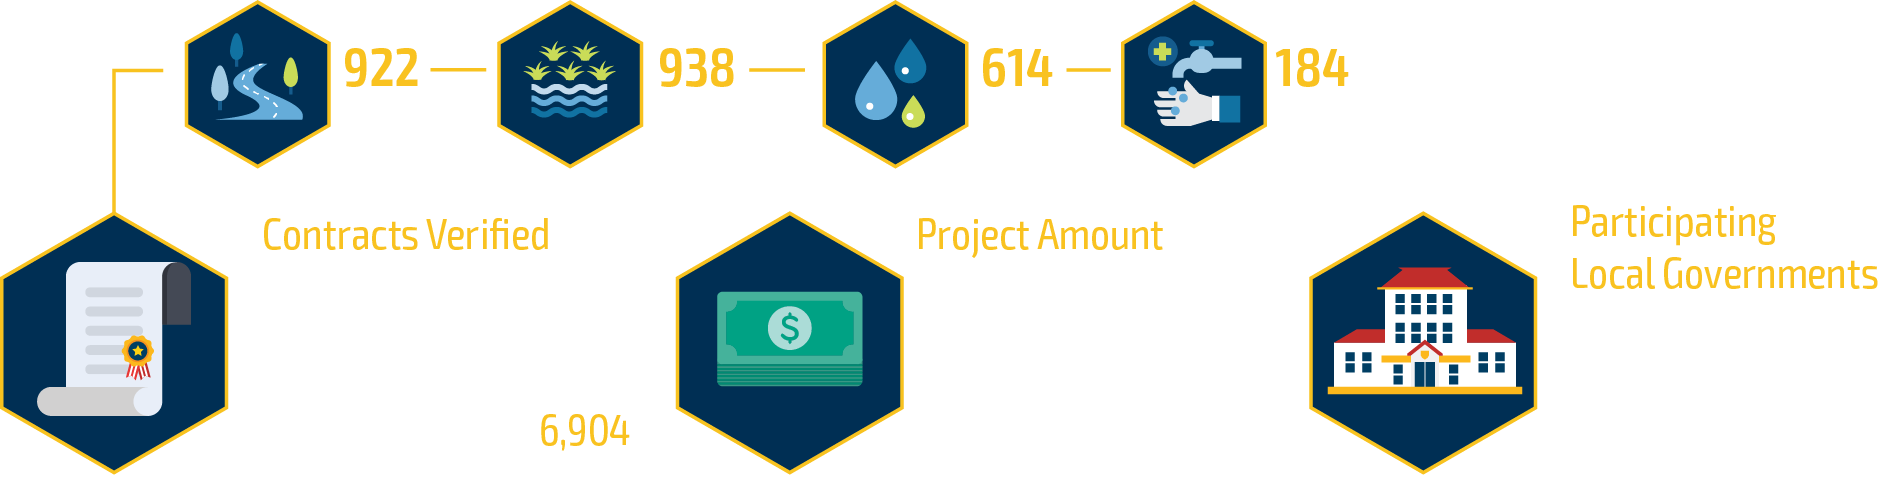 922
938
614
184
Contracts Verified
Project Amount
Participating
Local Governments
$
6,904